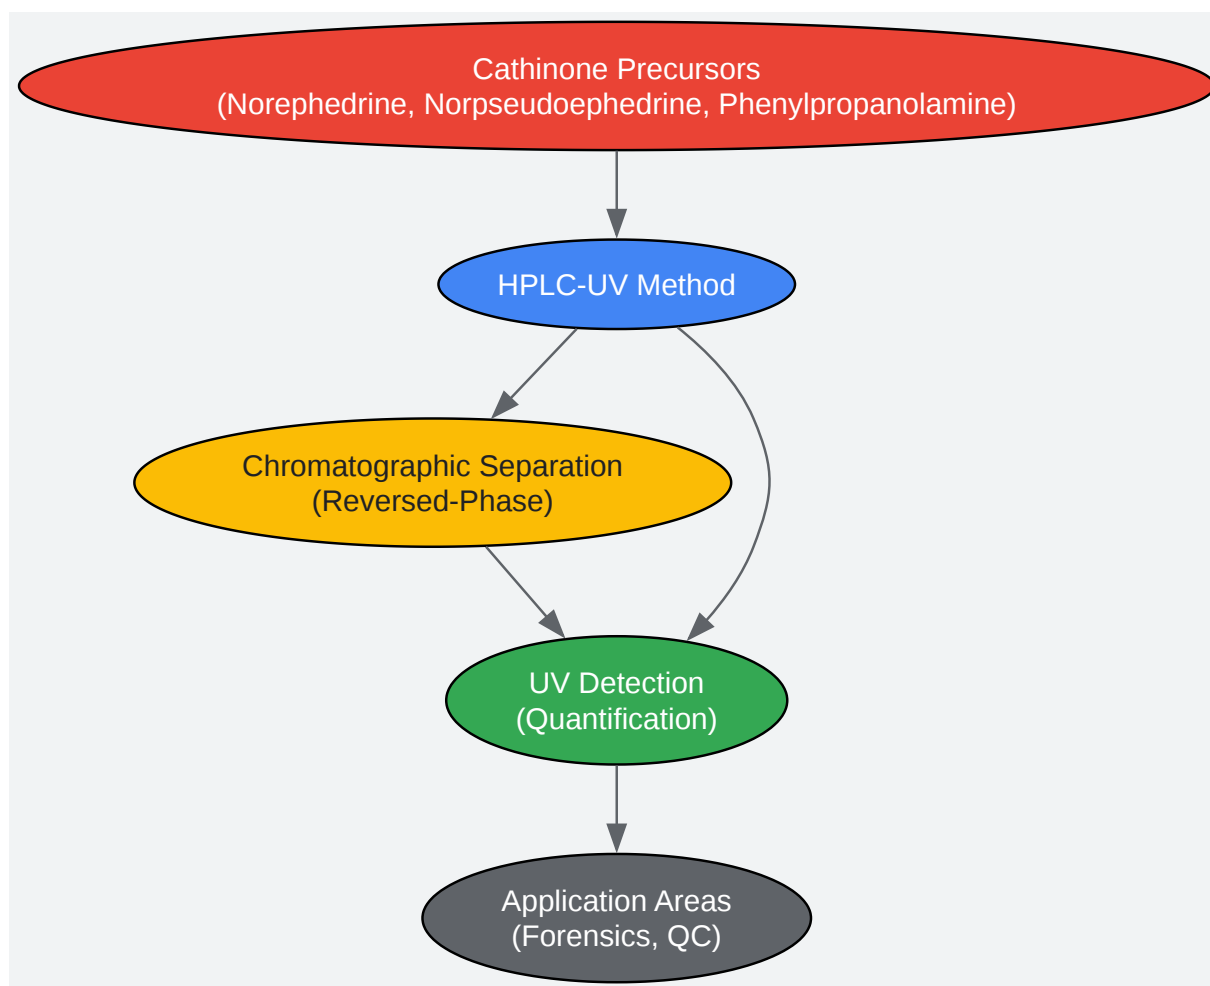 Cathinone Precursors
(Norephedrine, Norpseudoephedrine, Phenylpropanolamine)
HPLC-UV Method
Chromatographic Separation
(Reversed-Phase)
UV Detection
(Quantification)
Application Areas
(Forensics, QC)